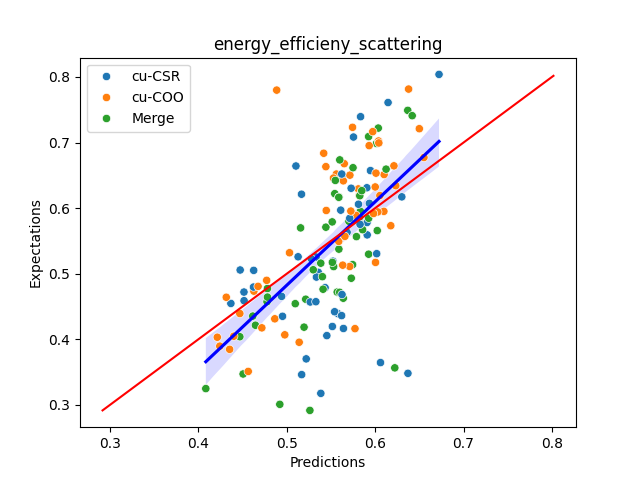 energy_efficieny_scattering
cu-CSR
cu-COO
Merge
0.8
0.7
0.6
0.5
0.4
0.3
Expectations
0.3 0.4 0.5 0.6 0.7 0.8
Predictions